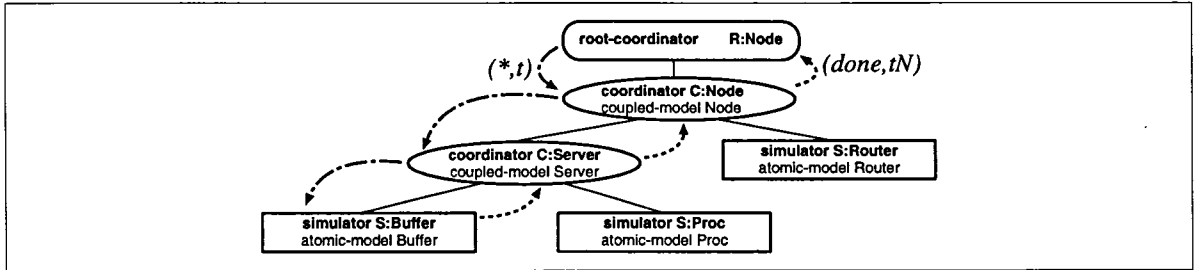 root-coordinator R:Node
(*,t)
(done,tN)
coordinator C:Node
coupled-model Node
coordinator C:Server
coupled-model Server
simulator S:Router
atomic-model Router
simulator S:Buffer
atomic-model Buffer
simulator S:Proc
atomic-model Proc